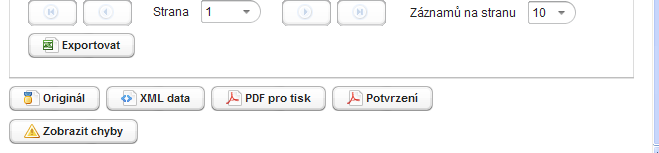 Strana 1 Záznamů na stranu 10
Exportovat
Originál XML data PDF pro tisk Potvrzení
Zobrazit chyby